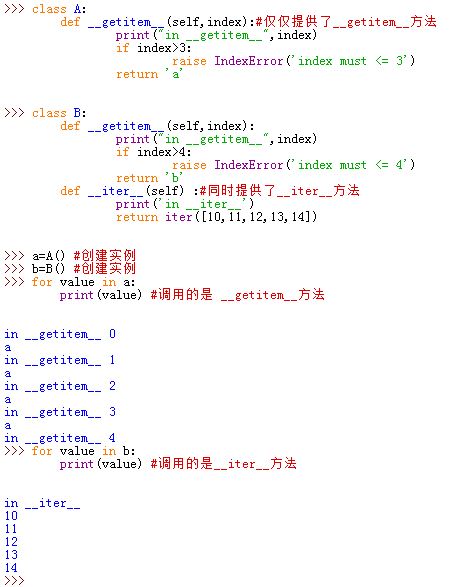 >>> class A:
        def __getitem__(self,index):#仅仅提供了__getitem__方法
                print("in __getitem__",index)
                if index>3:
                        raise IndexError('index must <= 3')
                return 'a'
>>> class B:
        def __getitem__(self,index):
                print("in __getitem__",index)
                if index>4:
                        raise IndexError('index must <= 4')
                return 'b'
        def __iter__(self) :#同时提供了__iter__方法
                print('in __iter__')
                return iter([10,11,12,13,14])
>>> a=A() #创建实例
>>> b=B() #创建实例
>>> for value in a:
        print(value) #调用的是 __getitem__方法
in __getitem__ 0
a
in __getitem__ 1
a
in __getitem__ 2
a
in __getitem__ 3
a
in __getitem__ 4
>>> for value in b:
        print(value) #调用的是__iter__方法
in __iter__
10
11
12
13
14
>>>